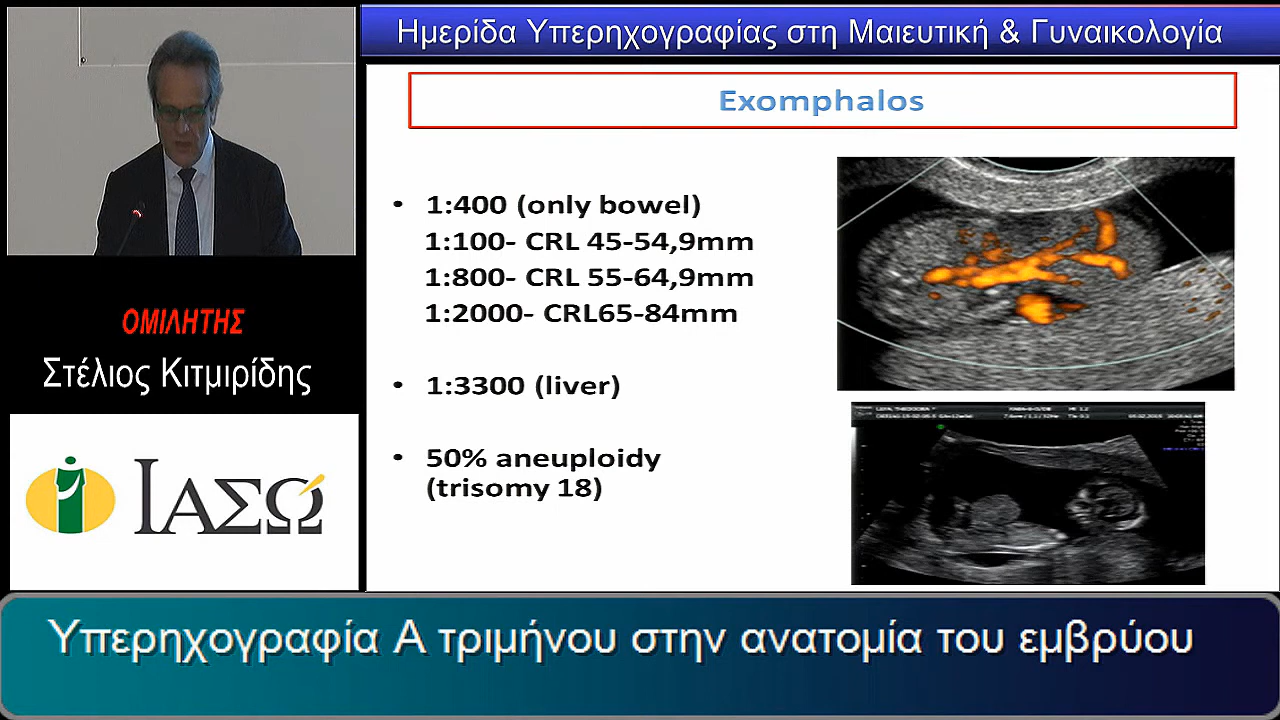 Ημερίδα Υπερηχογραφίας στη Μαιευτική & Γυναικολογία
Exomphalos
• 1:400 (only bowel)
1:100- CRL 45-54,9mm
1:800- CRL 55-64,9mm
1:2000- CRL65-84mm
• 1:3300 (liver)
• 50% aneuploidy
(trisomy 18)
ΟΜΙΛΗΤΗΣ
Στέλιος Κιτμιρίδης
ΙΑΣΩ
Υπερηχογραφία Α τριμήνου στην ανατομία του εμβρύου